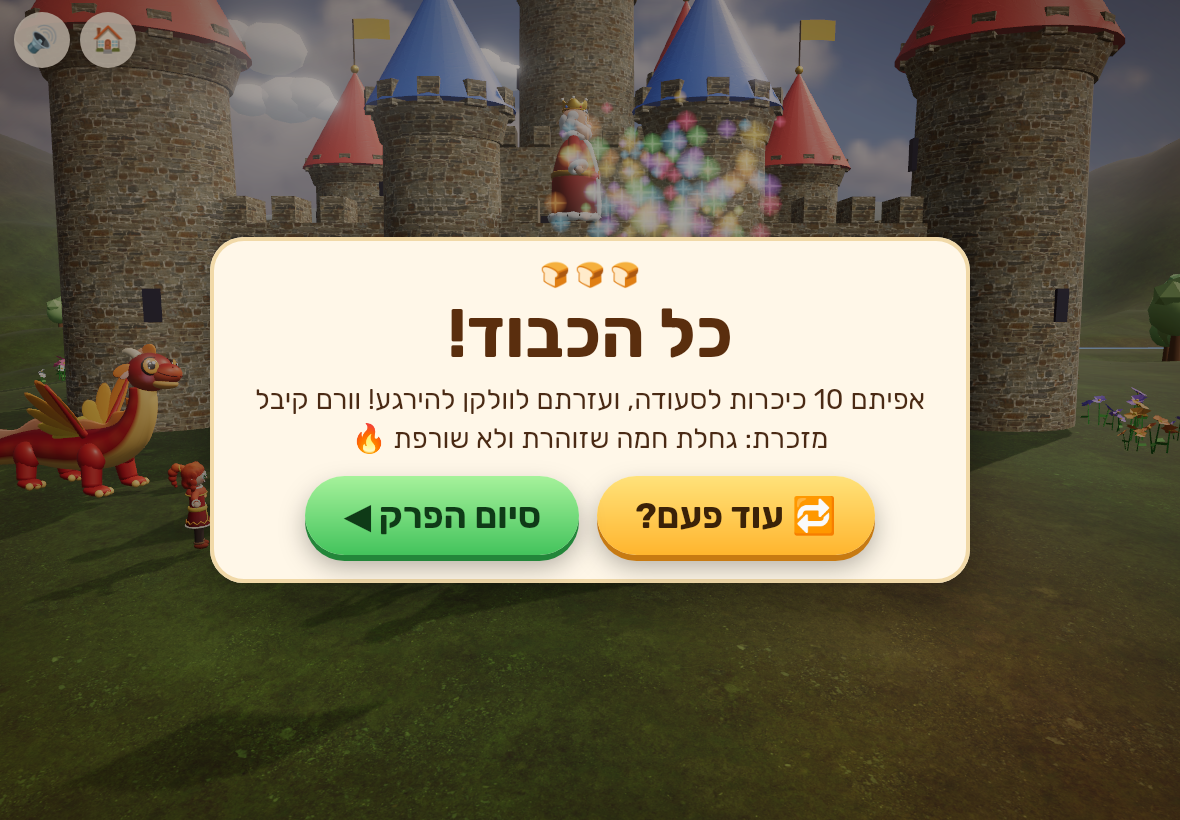 כל הכבוד!
אפיתם 10 כיכרות לסעודה, ועזרתם לוולקן להירגע! וורם קיבל
מזכרת: גחלת חמה שזוהרת ולא שורפת 🔥
🔁 עוד פעם?
סיום הפרק ◀